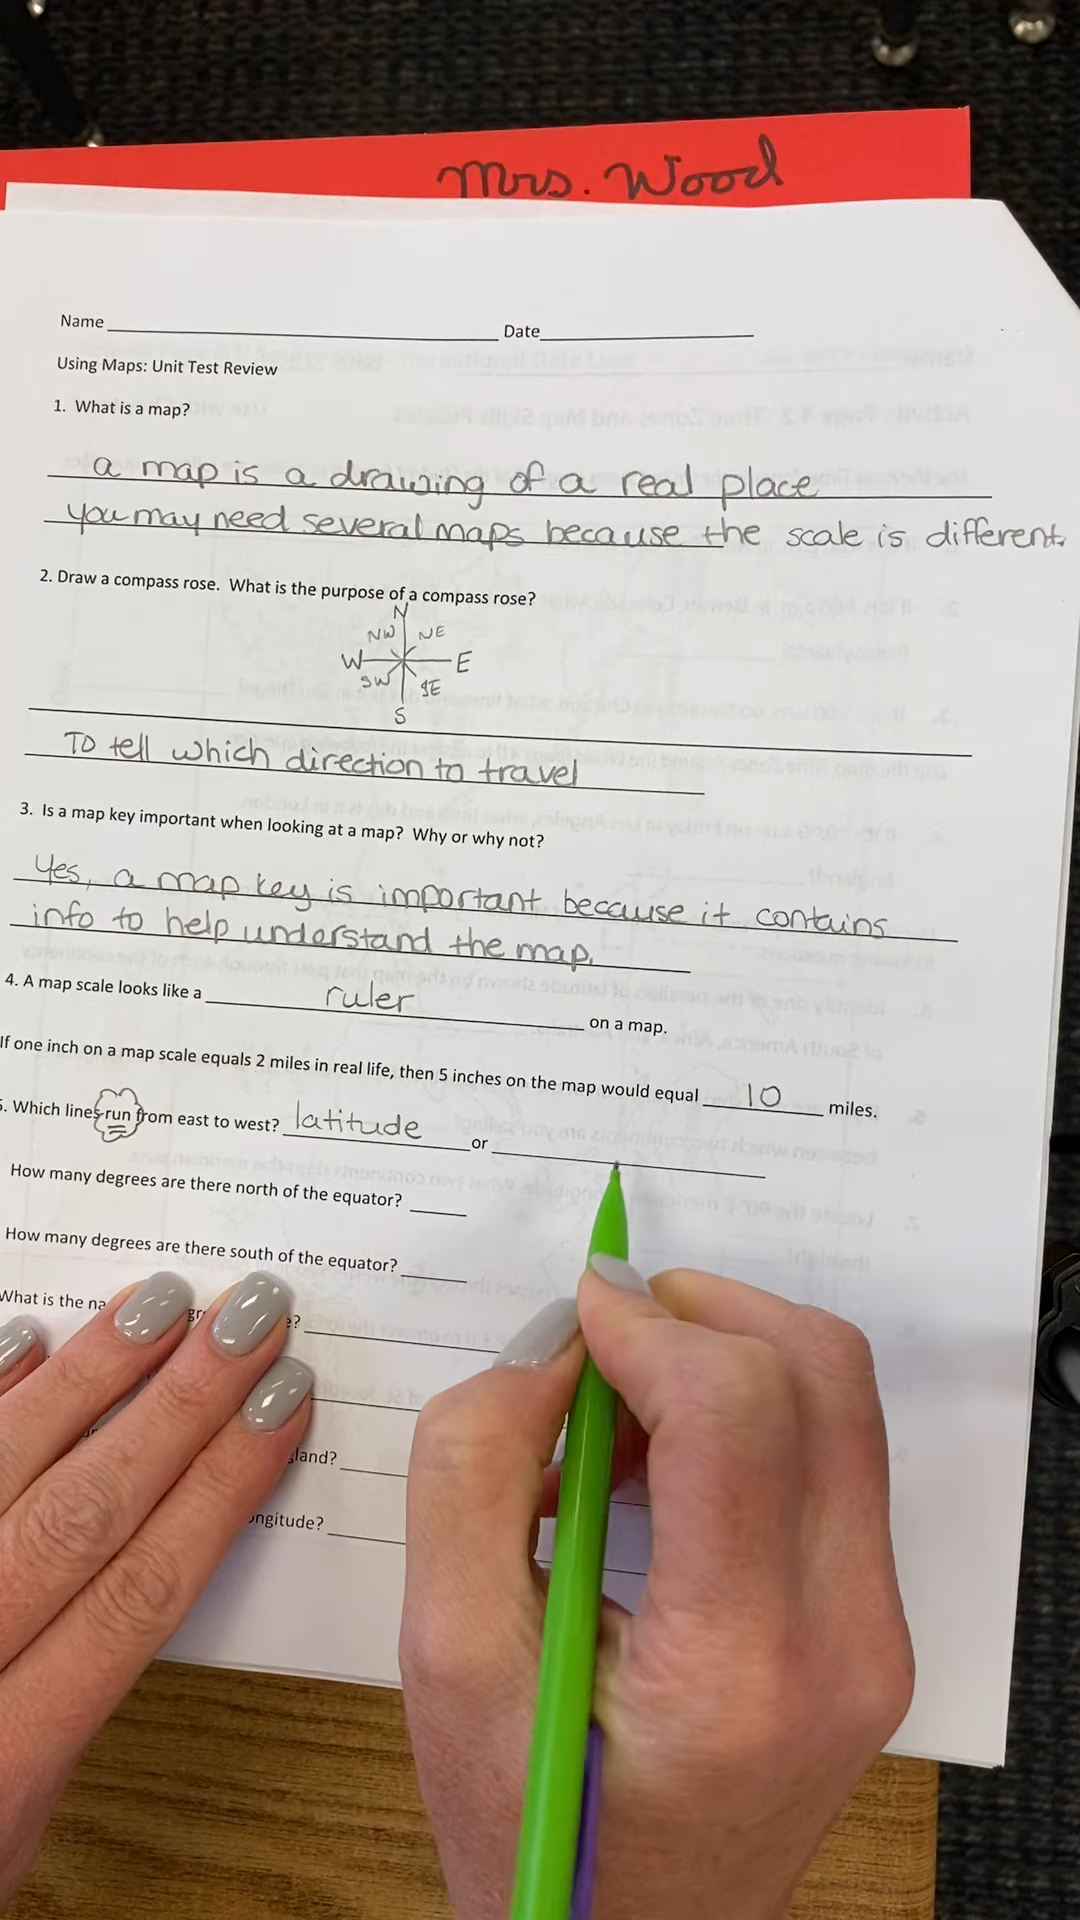 Mrs. Wood
Name Date
Using Maps: Unit Test Review
1. What is a map?
a map is a drawing of a real place
you may need several maps because the scale is different.
2. Draw a compass rose. What is the purpose of a compass rose?
N
NW NE
W E
SW SE
S
To tell which direction to travel
3. Is a map key important when looking at a map? Why or why not?
Yes, a map key is important because it contains
info to help understand the map.
4. A map scale looks like a ruler on a map.
If one inch on a map scale equals 2 miles in real life, then 5 inches on the map would equal 10 miles.
5. Which lines run from east to west? latitude or
How many degrees are there north of the equator?
How many degrees are there south of the equator?
What is the